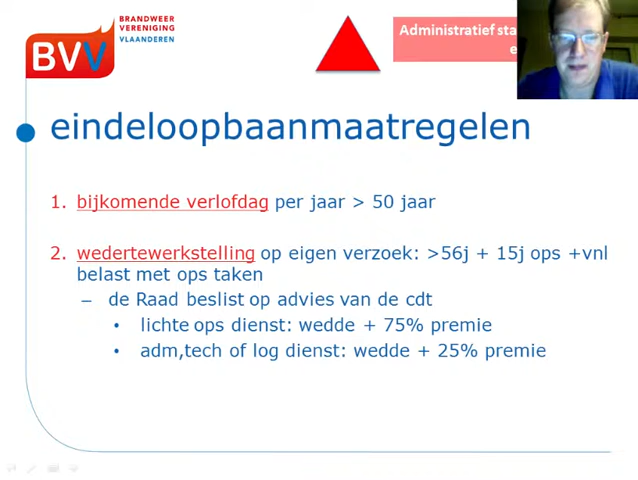 BRANDWEER
VERENIGING
VLAANDEREN
BVV
Administratief
eindeloopbaanmaatregelen
1. bijkomende verlofdag per jaar > 50 jaar
2. wedertewerkstelling op eigen verzoek: >56j + 15j ops +vnl
belast met ops taken
– de Raad beslist op advies van de cdt
• lichte ops dienst: wedde + 75% premie
• adm,tech of log dienst: wedde + 25% premie